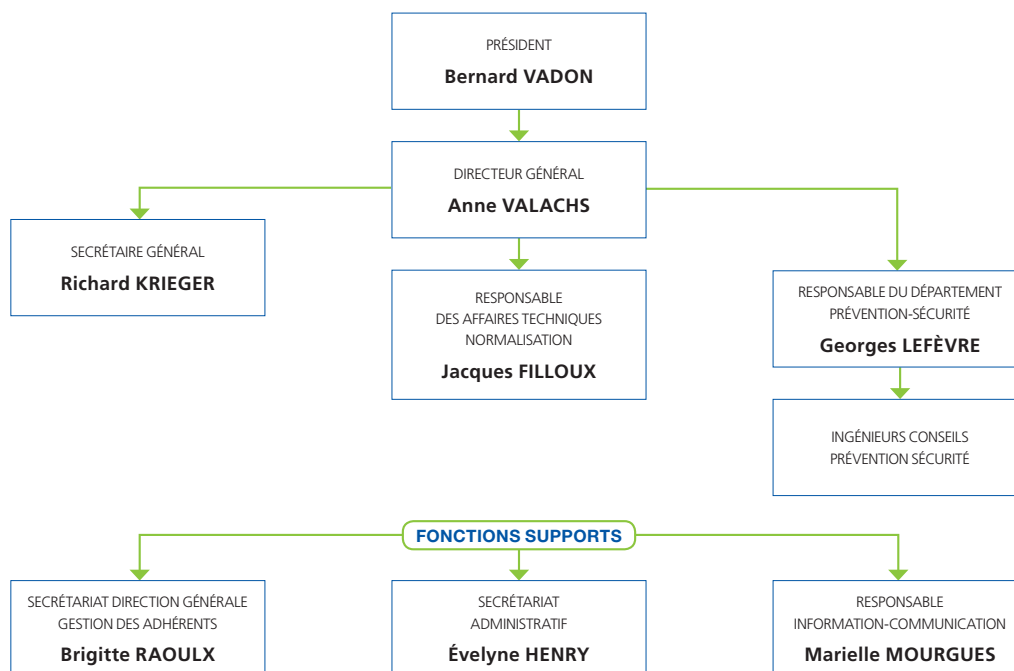 PRÉSIDENT
Bernard VADON
DIRECTEUR GÉNÉRAL
Anne VALACHS
SECRÉTAIRE GÉNÉRAL
Richard KRIEGER
RESPONSABLE
DES AFFAIRES TECHNIQUES
NORMALISATION
Jacques FILLOUX
RESPONSABLE DU DÉPARTEMENT
PRÉVENTION-SÉCURITÉ
Georges LEFÈVRE
INGÉNIEURS CONSEILS
PRÉVENTION SÉCURITÉ
FONCTIONS SUPPORTS
SECRÉTARIAT DIRECTION GÉNÉRALE
GESTION DES ADHÉRENTS
Brigitte RAOULX
SECRÉTARIAT
ADMINISTRATIF
Évelyne HENRY
RESPONSABLE
INFORMATION-COMMUNICATION
Marielle MOURGUES